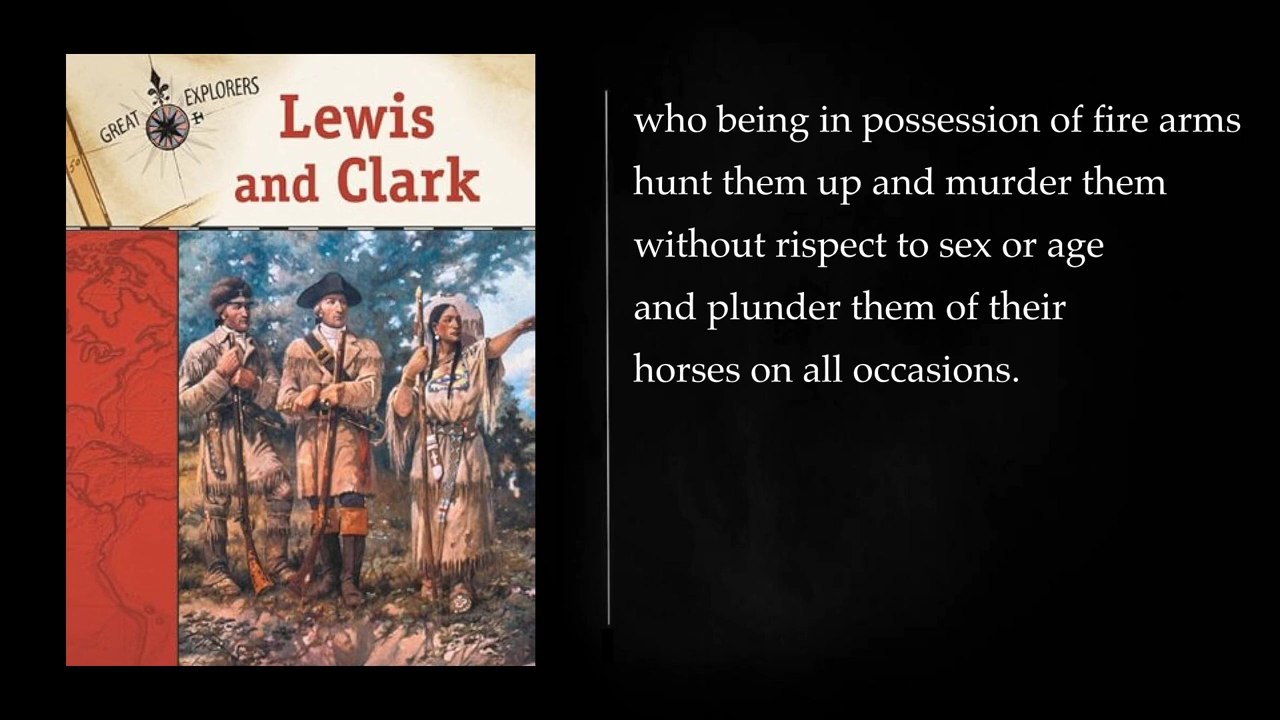 GREAT EXPLORERS
Lewis
and Clark
who being in possession of fire arms
hunt them up and murder them
without rispect to sex or age
and plunder them of their
horses on all occasions.